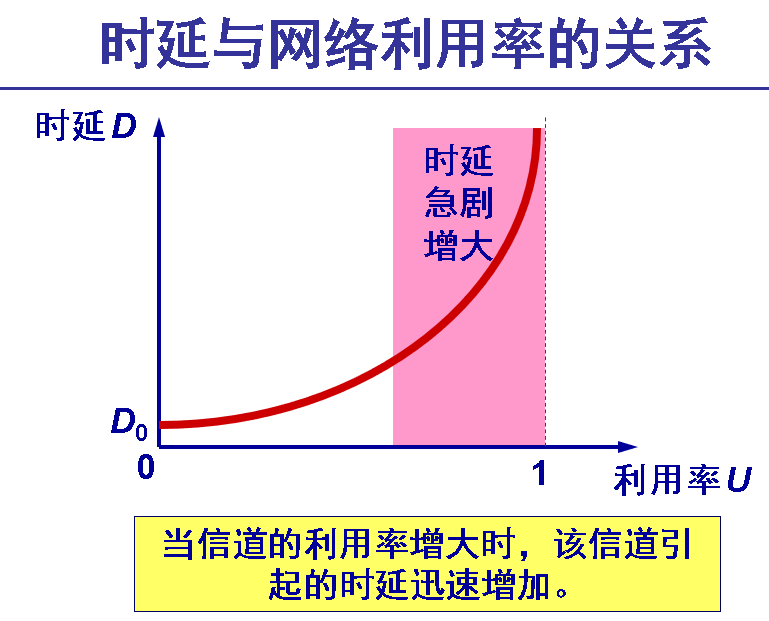 时延与网络利用率的关系
时延 D
时延
急剧
增大
D0
0
1
利用率 U
当信道的利用率增大时，该信道引
起的时延迅速增加。